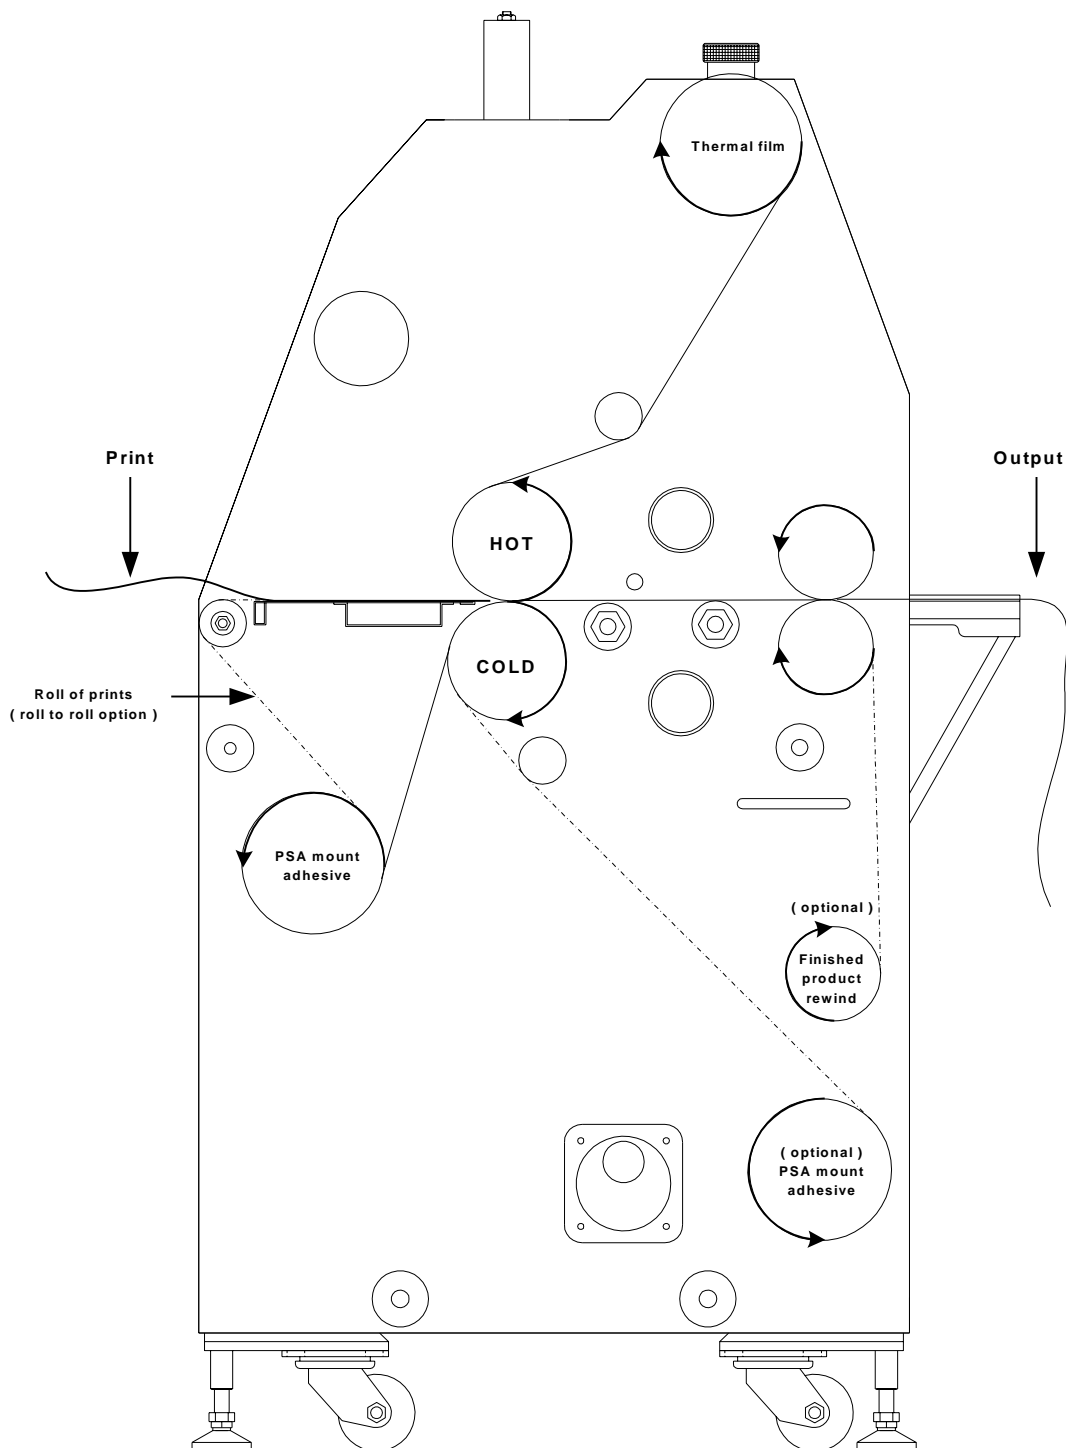 Thermal film
Print
Output
HOT
COLD
Roll of prints
( roll to roll option )
PSA mount
adhesive
( optional )
Finished
product
rewind
( optional )
PSA mount
adhesive